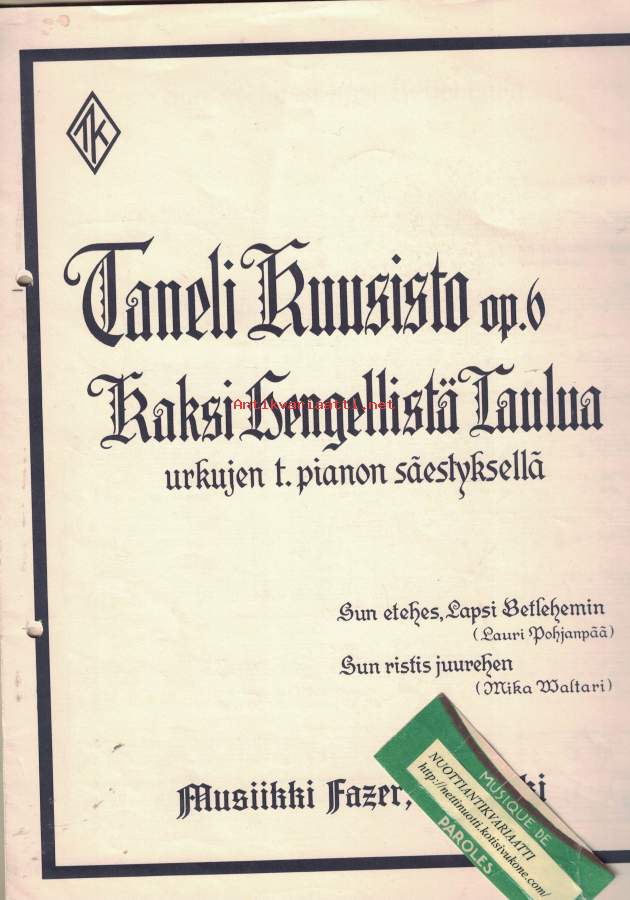 TK
Taneli Kuusisto op.6
Kaksi Hengellistä Laulua
Antikvariaatti.net
urkujen t. pianon säestyksellä
Sun etehes, Lapsi Betlehemin
(Lauri Pohjanpää)
Sun ristis juurehen
(Mika Waltari)
Musiikki Fazer,
MUSIQUE DE
NUOTTIANTIKVARIAATTI
http://nettinuotti.kotisivukone.com/
PAROLES